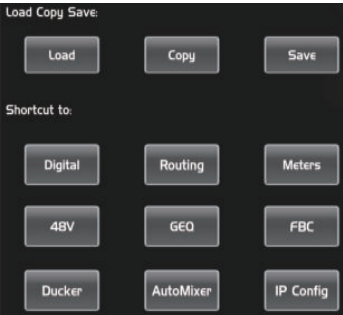 Load Copy Save:
Load Copy Save
Shortcut to:
Digital Routing Meters
48V GEQ FBC
Ducker AutoMixer IP Config